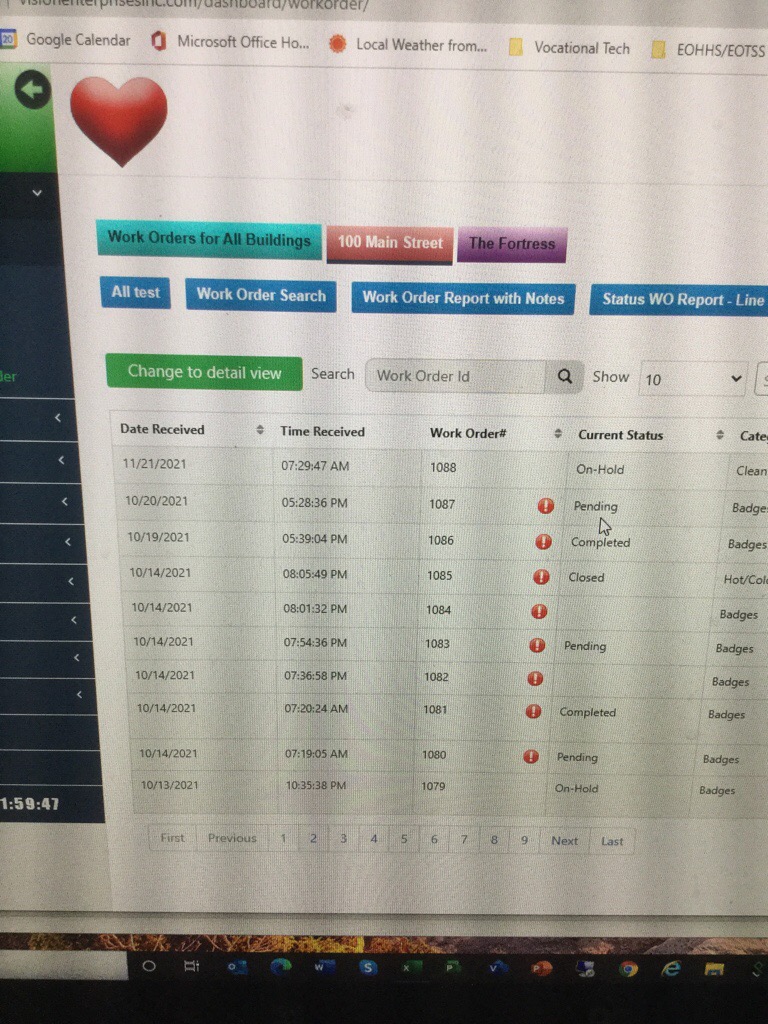 visionenterprisesinc.com/dashboard/workorder/
20 Google Calendar Microsoft Office Ho... Local Weather from... Vocational Tech EOHHS/EOTSS
Work Orders for All Buildings 100 Main Street The Fortress
All test Work Order Search Work Order Report with Notes Status WO Report - Line
der
Change to detail view Search Work Order Id Show 10
Date Received Time Received Work Order# Current Status Cate
11/21/2021 07:29:47 AM 1088 On-Hold Clean
10/20/2021 05:28:36 PM 1087 Pending Badge
10/19/2021 05:39:04 PM 1086 Completed Badges
10/14/2021 08:05:49 PM 1085 Closed Hot/Col
10/14/2021 08:01:32 PM 1084 Badges
10/14/2021 07:54:36 PM 1083 Pending Badges
10/14/2021 07:36:58 PM 1082 Badges
10/14/2021 07:20:24 AM 1081 Completed Badges
10/14/2021 07:19:05 AM 1080 Pending Badges
10/13/2021 10:35:38 PM 1079 On-Hold Badges
1:59:47
First Previous 1 2 3 4 5 6 7 8 9 Next Last